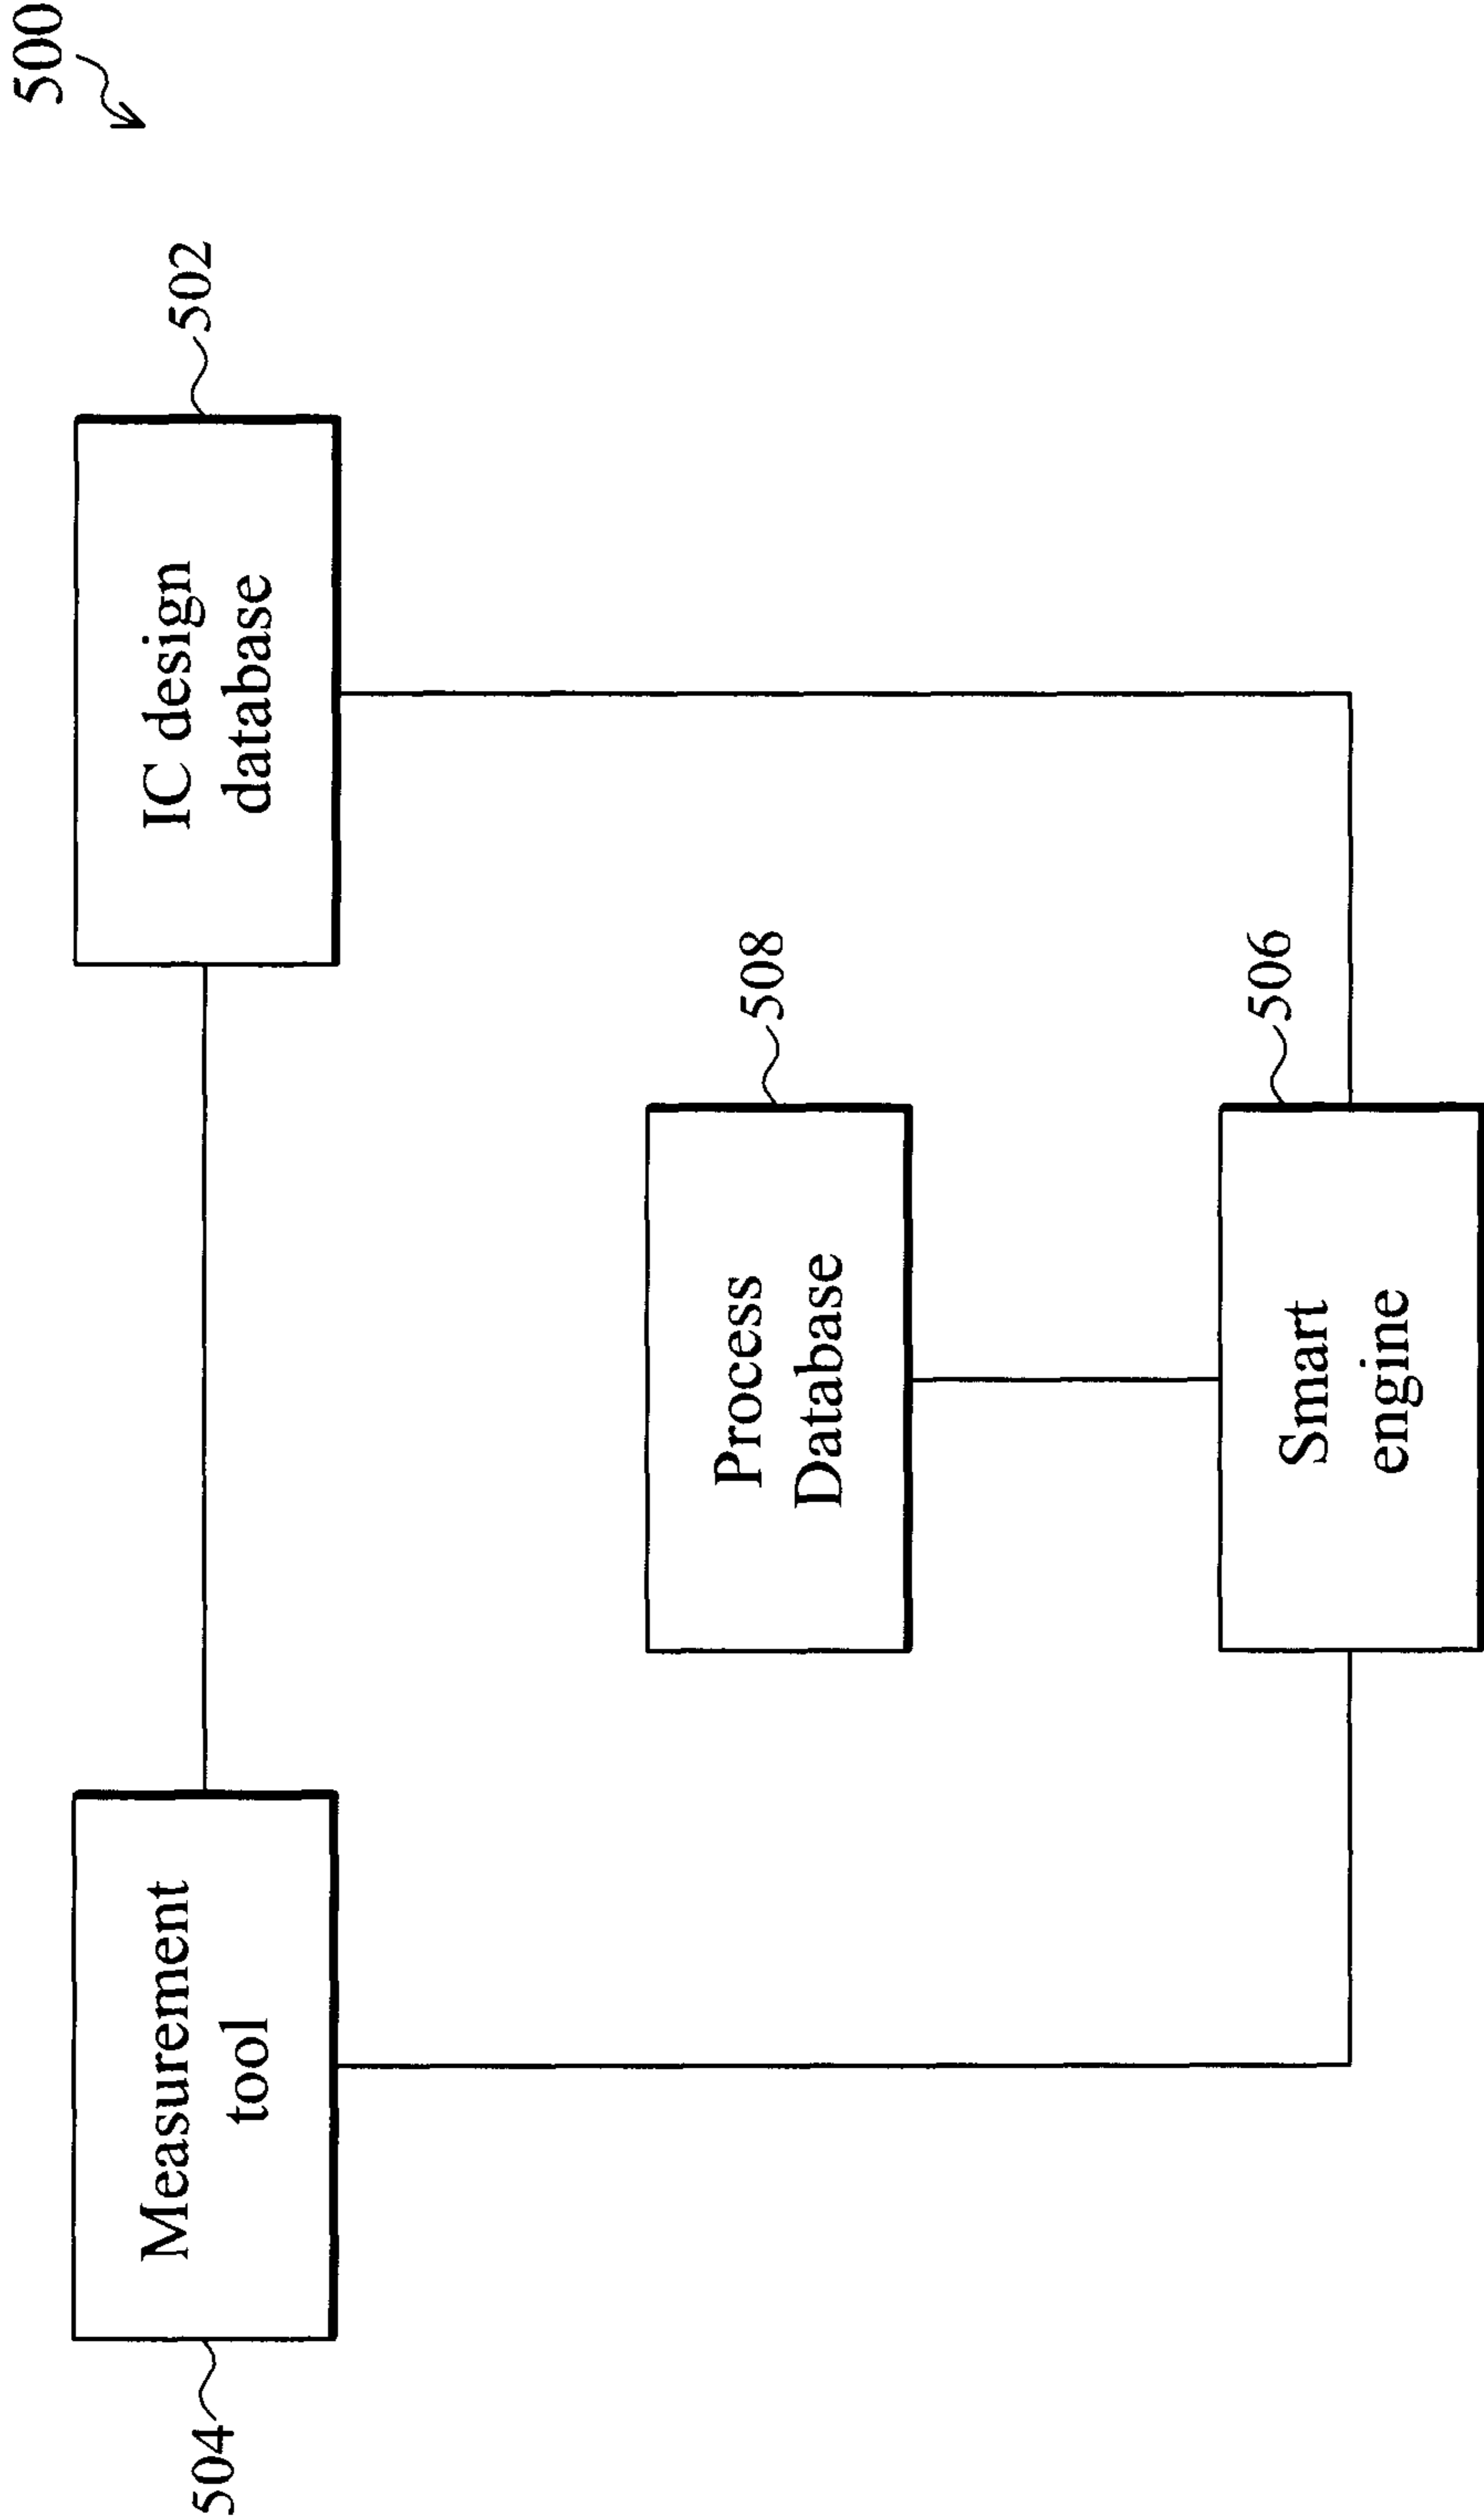 500
504
Measurement
tool
IC design
database
502
Process
Database
508
Smart
engine
506